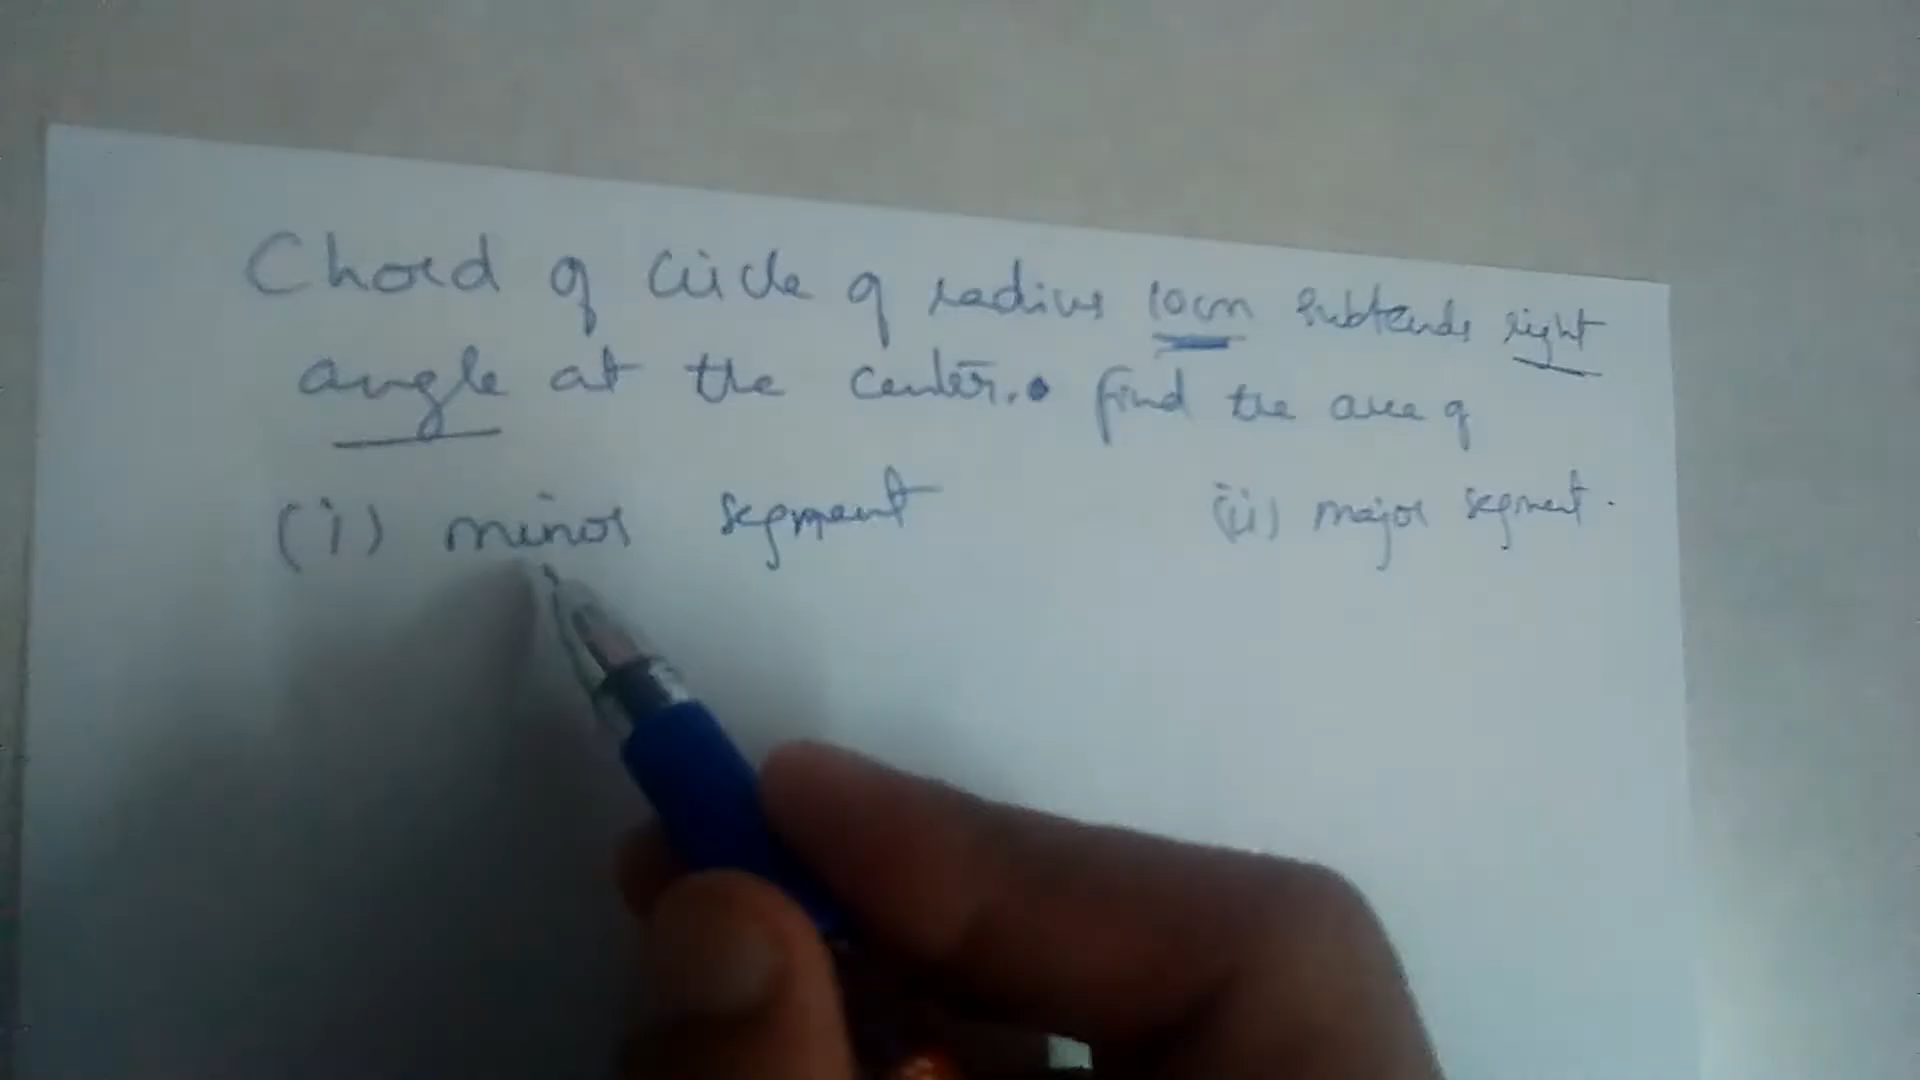 Chord of Circle of radius 10cm subtends right
angle at the center.. find the area of
(i) minor segment (ii) major segment.